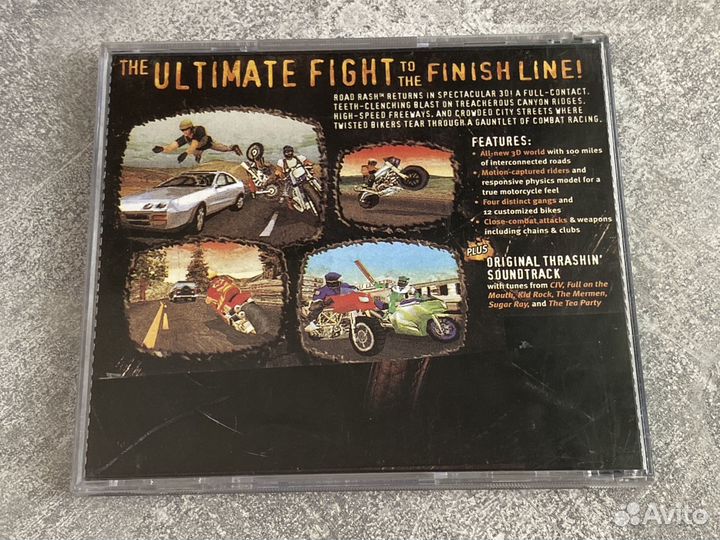 THE ULTIMATE FIGHT TO THE FINISH LINE!
ROAD RASH™ RETURNS IN SPECTACULAR 3D! A FULL-CONTACT,
TEETH-CLENCHING BLAST ON TREACHEROUS CANYON RIDGES,
HIGH-SPEED FREEWAYS, AND CROWDED CITY STREETS WHERE
TWISTED BIKERS TEAR THROUGH A GAUNTLET OF COMBAT RACING.
FEATURES:
• All-new 3D world with 100 miles
of interconnected roads
• Motion-captured riders and
responsive physics model for a
true motorcycle feel
• Four distinct gangs and
12 customized bikes
• Close-combat attacks & weapons
including chains & clubs
PLUS
ORIGINAL THRASHIN'
SOUNDTRACK
with tunes from CIV, Full on the
Mouth, Kid Rock, The Mermen,
Sugar Ray, and The Tea Party
Avito